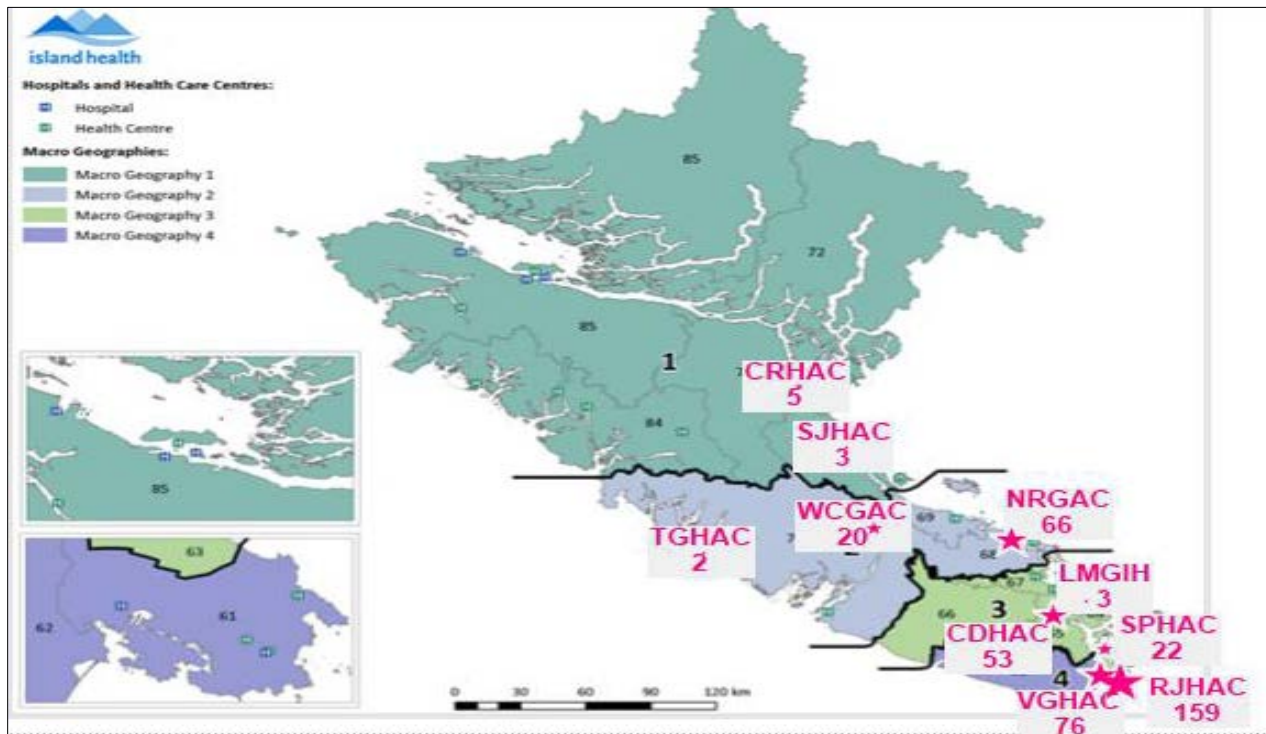 island health
Hospitals and Health Care Centres:
Hospital
Health Centre
Macro Geographies:
Macro Geography 1
Macro Geography 2
Macro Geography 3
Macro Geography 4
85
72
85
1
84
CRHAC
5
SJHAC
3
WCGAC
20
TGHAC
2
69
68
NRGAC
66
67
LMGIH
3
66
3
CDHAC
53
SPHAC
22
4
VGHAC
76
RJHAC
159
85
63
62
61
0 30 60 90 120 km